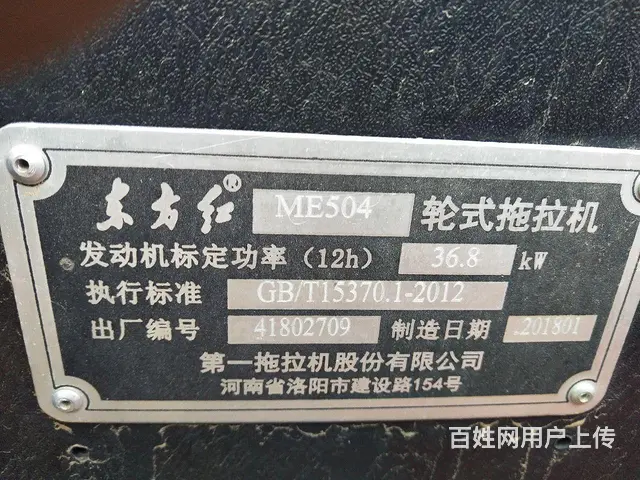 东方红® ME504 轮式拖拉机
发动机标定功率(12h) 36.8 kW
执行标准 GB/T15370.1-2012
出厂编号 41802709 制造日期 .201801
第一拖拉机股份有限公司
河南省洛阳市建设路154号
百姓网用户上传